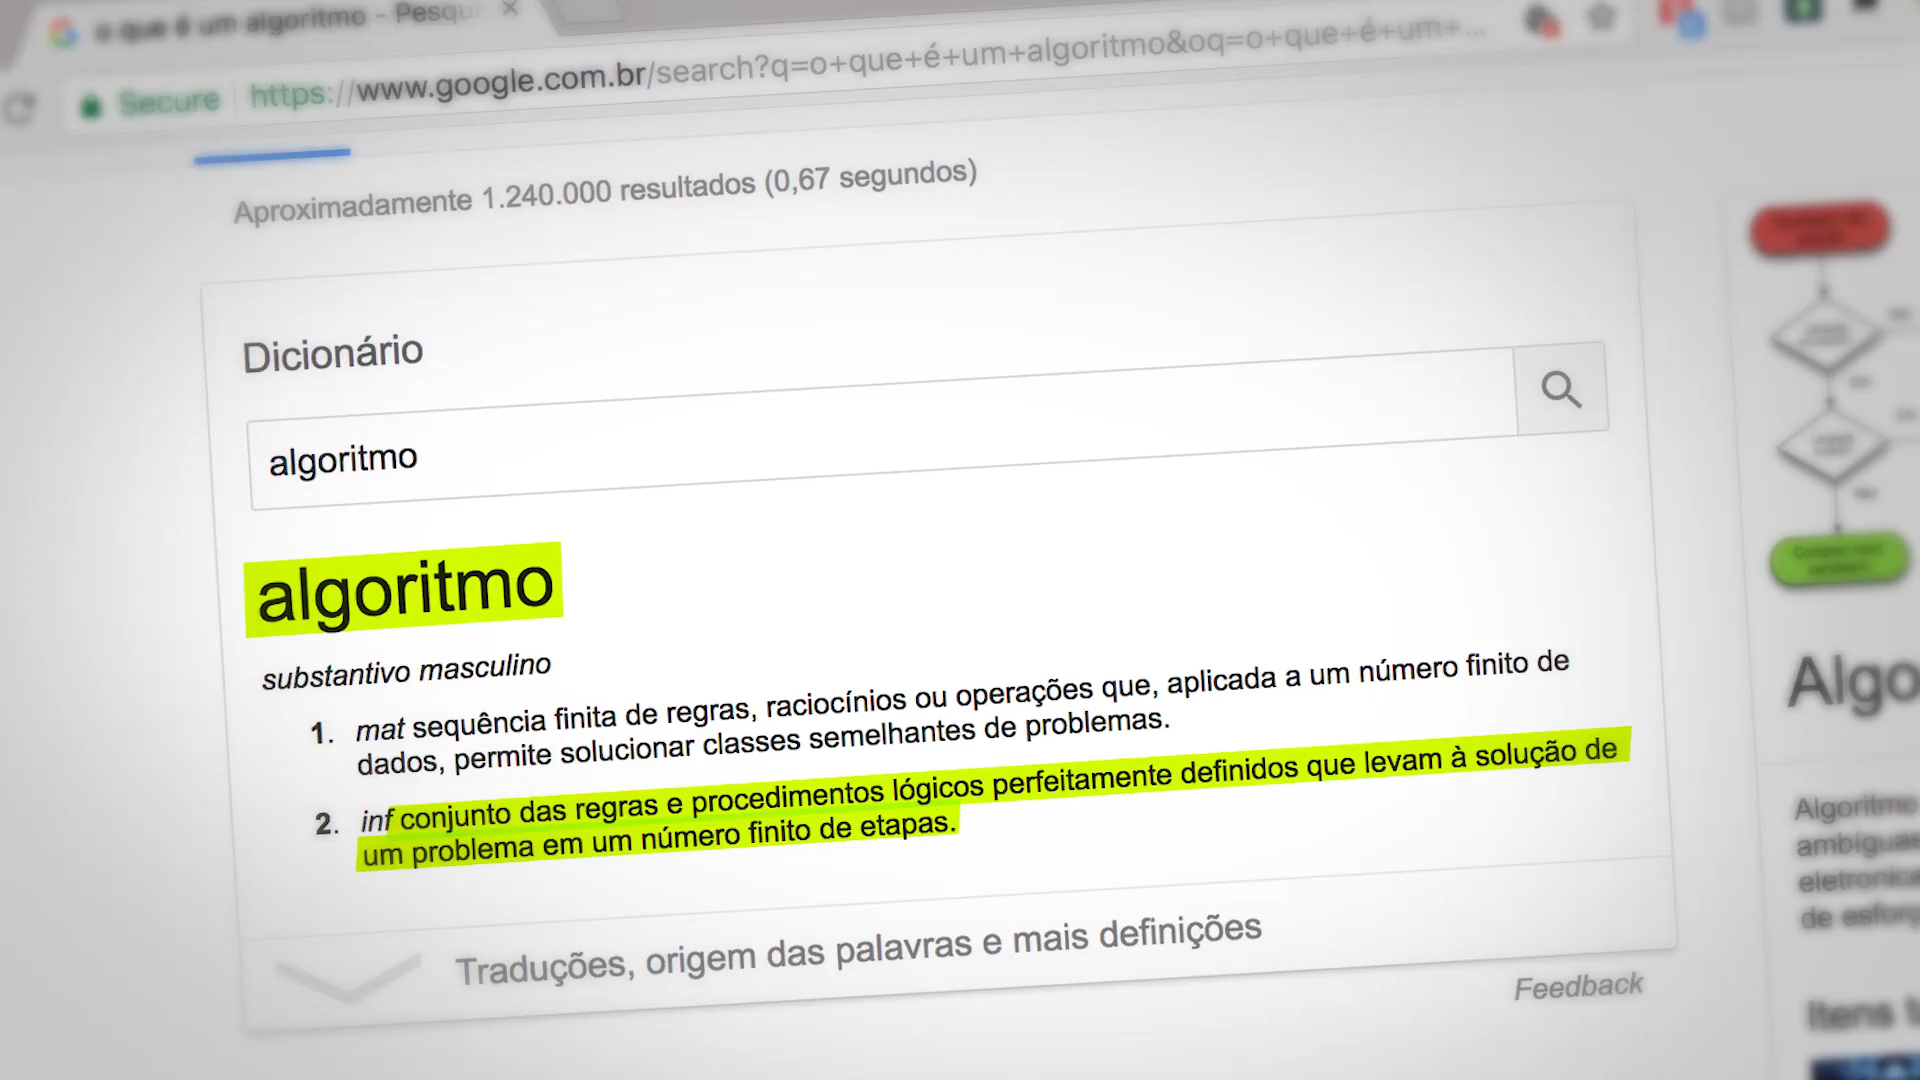 o que é um algoritmo - Pesqu
Secure https://www.google.com.br/search?q=o+que+é+um+algoritmo&oq=o+que+é+um+...
Aproximadamente 1.240.000 resultados (0,67 segundos)
Dicionário
algoritmo
algoritmo
substantivo masculino
1. mat sequência finita de regras, raciocínios ou operações que, aplicada a um número finito de
dados, permite solucionar classes semelhantes de problemas.
2. inf conjunto das regras e procedimentos lógicos perfeitamente definidos que levam à solução de
um problema em um número finito de etapas.
Traduções, origem das palavras e mais definições
Feedback
Algo
Algoritmo
ambiguas
eletronica
de esforç
Itens t